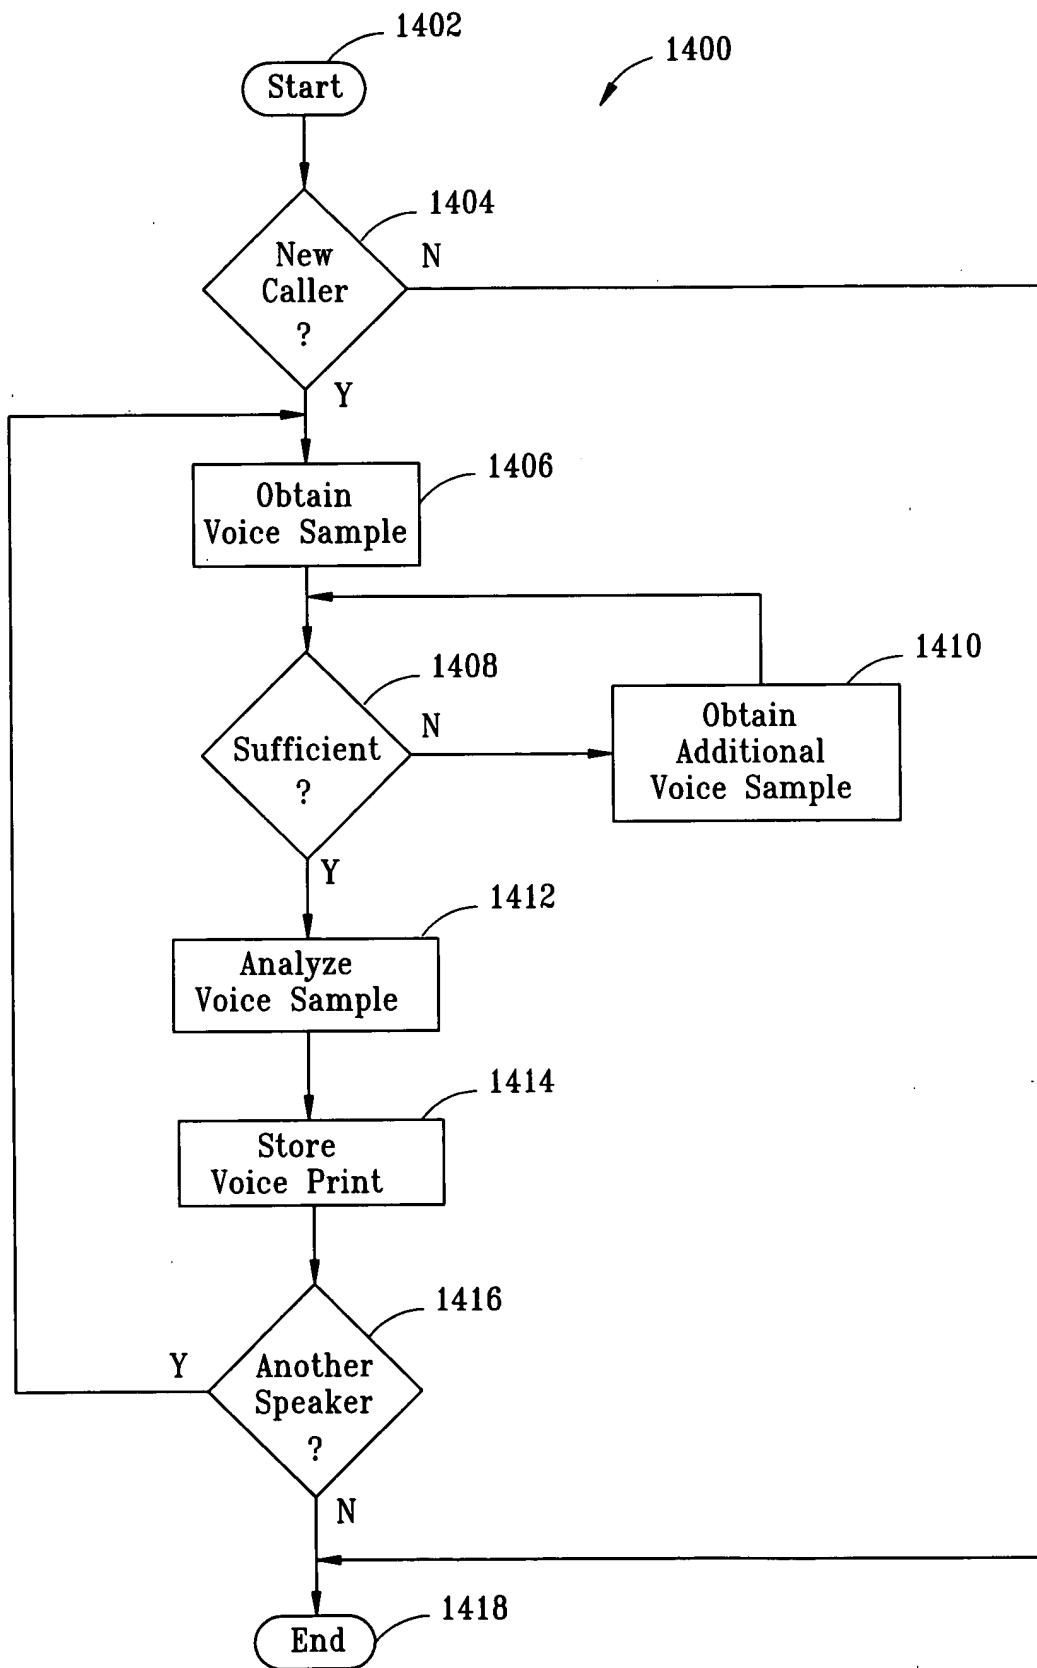 1402
Start
1400
1404
New
Caller
?
N
Y
1406
Obtain
Voice Sample
1408
Sufficient
?
N
1410
Obtain
Additional
Voice Sample
Y
1412
Analyze
Voice Sample
1414
Store
Voice Print
1416
Another
Speaker
?
Y
N
1418
End